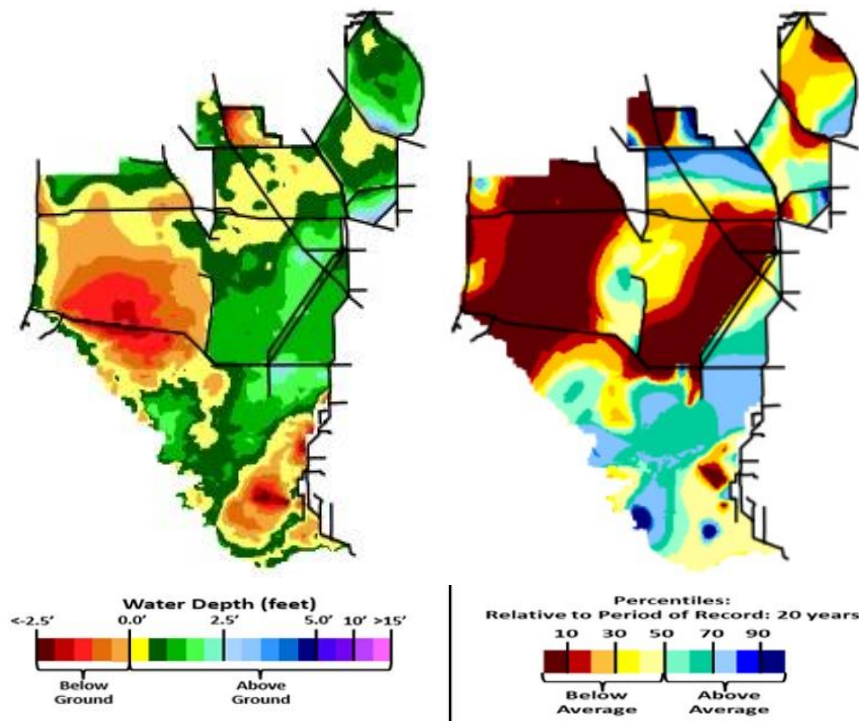 Water Depth (feet)
<-2.5' 0.0' 2.5' 5.0' 10' >15'
Below
Ground
Above
Ground
Percentiles:
Relative to Period of Record: 20 years
10 30 50 70 90
Below
Average
Above
Average